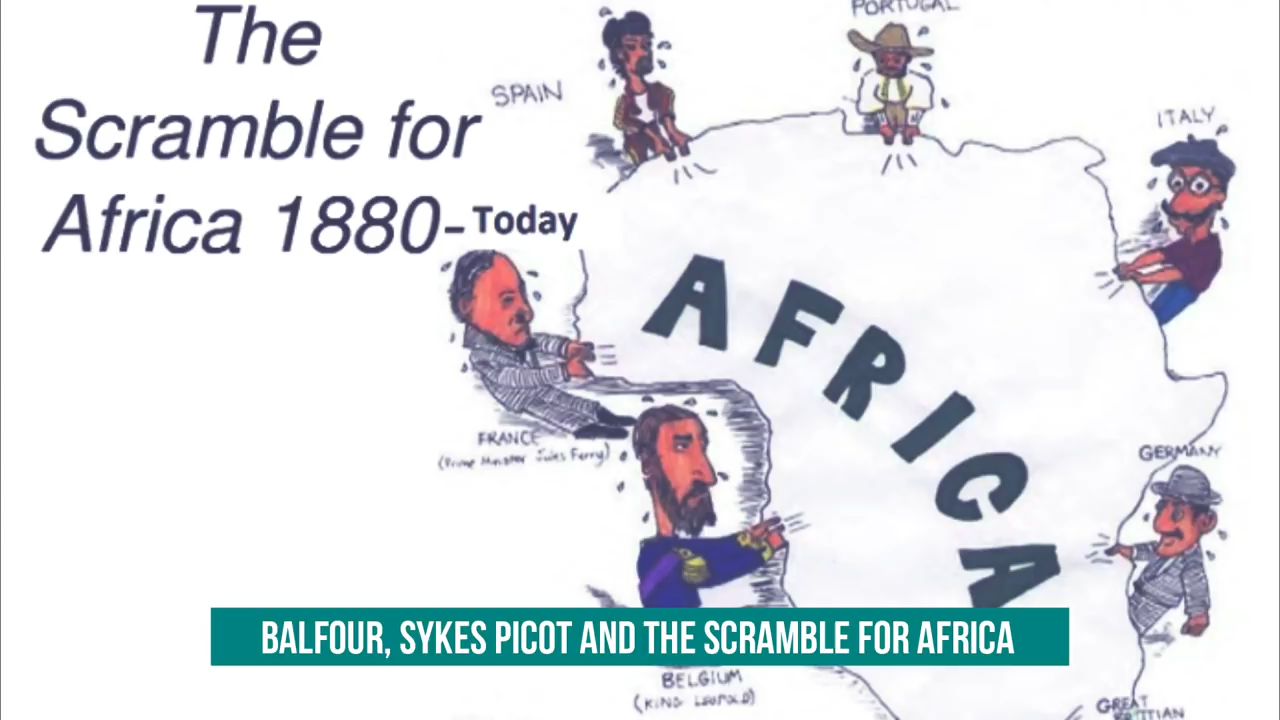 The
Scramble for
Africa 1880 – Today
SPAIN
PORTUGAL
ITALY
FRANCE
(Prime Minister Jules Ferry)
AFRICA
GERMANY
BALFOUR, SYKES PICOT AND THE SCRAMBLE FOR AFRICA
BELGIUM
(KING LEOPOLD)
GREAT